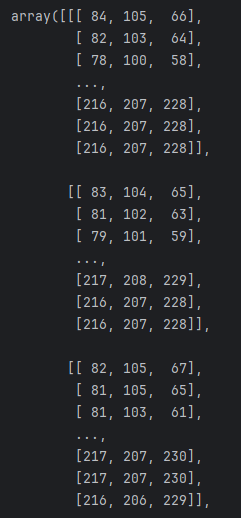 array([[[ 84, 105,  66],
        [ 82, 103,  64],
        [ 78, 100,  58],
        ...,
        [216, 207, 228],
        [216, 207, 228],
        [216, 207, 228]],

       [[ 83, 104,  65],
        [ 81, 102,  63],
        [ 79, 101,  59],
        ...,
        [217, 208, 229],
        [216, 207, 228],
        [216, 207, 228]],

       [[ 82, 105,  67],
        [ 81, 105,  65],
        [ 81, 103,  61],
        ...,
        [217, 207, 230],
        [217, 207, 230],
        [216, 206, 229]],